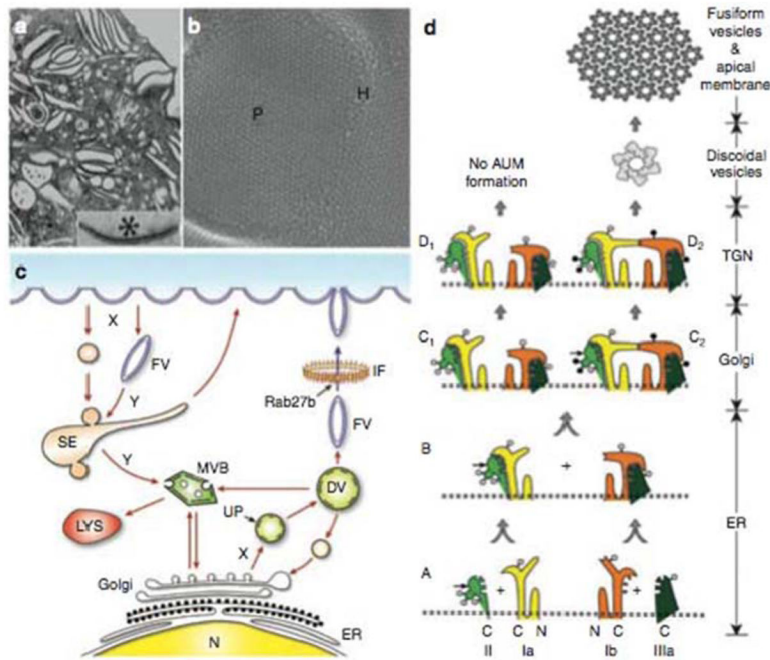 a
b
P
H
*
c
X
FV
Y
SE
Y
MVB
LYS
UP
X
Golgi
N
ER
DV
FV
Rab27b
IF
d
Fusiform
vesicles
&
apical
membrane
Discoidal
vesicles
No AUM
formation
D1
D2
TGN
C1
C2
Golgi
B
+
ER
A
+
+
C
C N
N C
C
II
Ia
Ib
IIIa